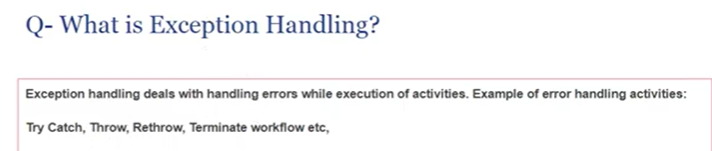 Q- What is Exception Handling?
Exception handling deals with handling errors while execution of activities. Example of error handling activities:
Try Catch, Throw, Rethrow, Terminate workflow etc,